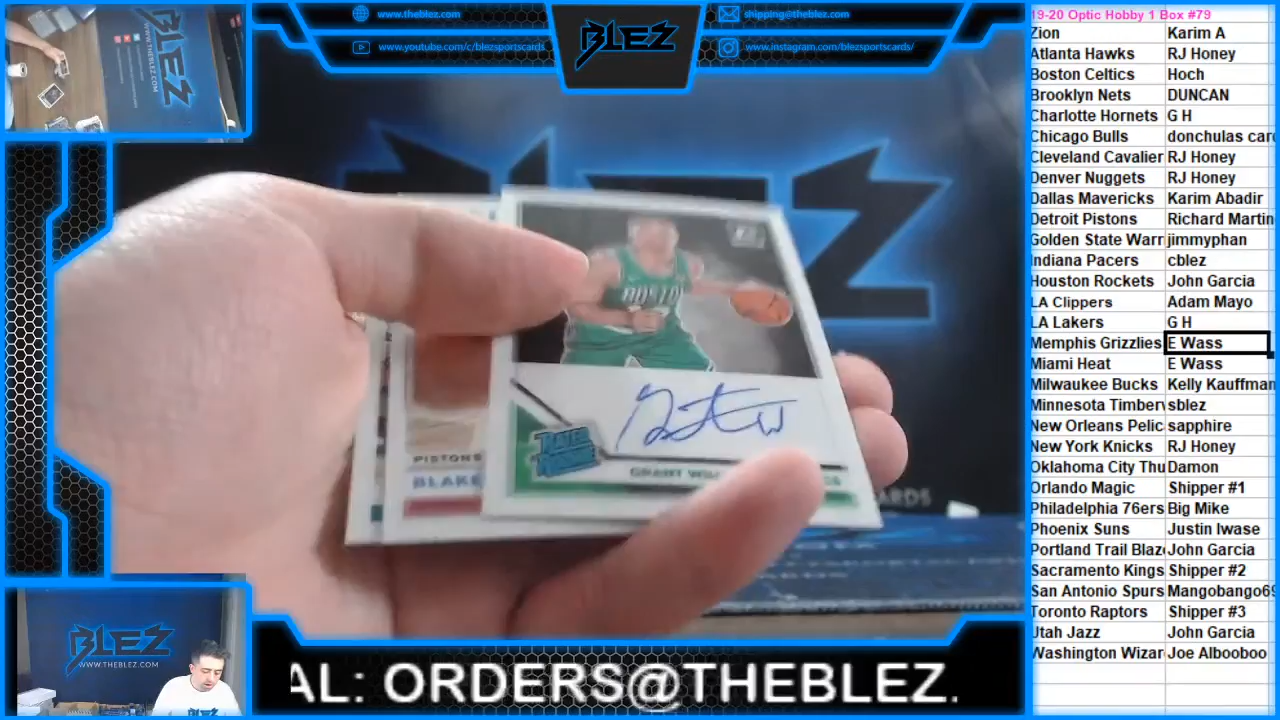 www.theblez.com
shipping@theblez.com
www.youtube.com/c/blezsportscards
www.instagram.com/blezsportscards/
BLEZ
BLEZ
19-20 Optic Hobby 1 Box #79
Zion Karim A
Atlanta Hawks RJ Honey
Boston Celtics Hoch
Brooklyn Nets DUNCAN
Charlotte Hornets G H
Chicago Bulls donchulas car
Cleveland Cavalier RJ Honey
Denver Nuggets RJ Honey
Dallas Mavericks Karim Abadir
Detroit Pistons Richard Martin
Golden State Warr jimmyphan
Indiana Pacers cblez
Houston Rockets John Garcia
LA Clippers Adam Mayo
LA Lakers G H
Memphis Grizzlies E Wass
Miami Heat E Wass
Milwaukee Bucks Kelly Kauffman
Minnesota Timberv sblez
New Orleans Pelic sapphire
New York Knicks RJ Honey
Oklahoma City Thu Damon
Orlando Magic Shipper #1
Philadelphia 76ers Big Mike
Phoenix Suns Justin Iwase
Portland Trail Blaz John Garcia
Sacramento Kings Shipper #2
San Antonio Spurs Mangobango69
Toronto Raptors Shipper #3
Utah Jazz John Garcia
Washington Wizar Joe Albooboo
BOSTON
RATED ROOKIE
GRANT
PISTONS
BLAKE
BLEZ
WWW.THEBLEZ.COM
AL: ORDERS@THEBLEZ.